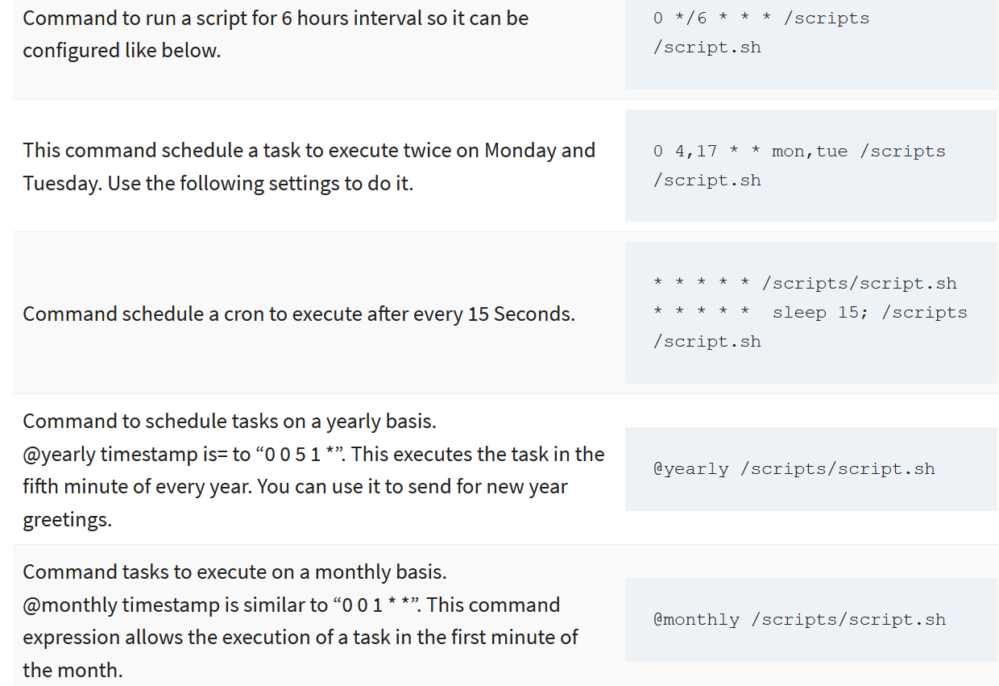 Command to run a script for 6 hours interval so it can be
configured like below.
0 */6 * * * /scripts
/script.sh
This command schedule a task to execute twice on Monday and
Tuesday. Use the following settings to do it.
0 4,17 * * mon,tue /scripts
/script.sh
Command schedule a cron to execute after every 15 Seconds.
* * * * * /scripts/script.sh
* * * * *  sleep 15; /scripts
/script.sh
Command to schedule tasks on a yearly basis.
@yearly timestamp is= to “0 0 5 1 *”. This executes the task in the
fifth minute of every year. You can use it to send for new year
greetings.
@yearly /scripts/script.sh
Command tasks to execute on a monthly basis.
@monthly timestamp is similar to “0 0 1 * *”. This command
expression allows the execution of a task in the first minute of
the month.
@monthly /scripts/script.sh